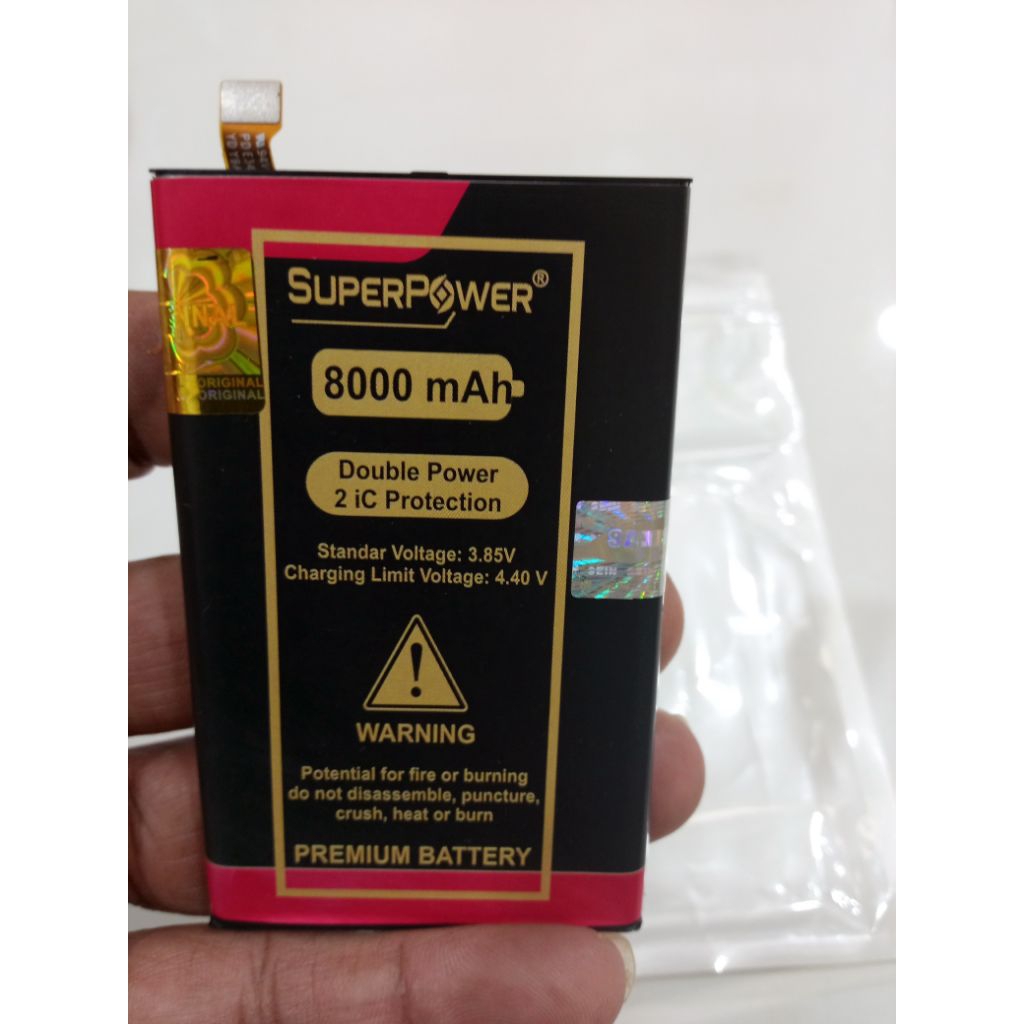 SUPERPOWER®
8000 mAh
Double Power
2 iC Protection
Standar Voltage: 3.85V
Charging Limit Voltage: 4.40 V
WARNING
Potential for fire or burning
do not disassemble, puncture,
crush, heat or burn
PREMIUM BATTERY
ORIGINAL
ORIGINAL